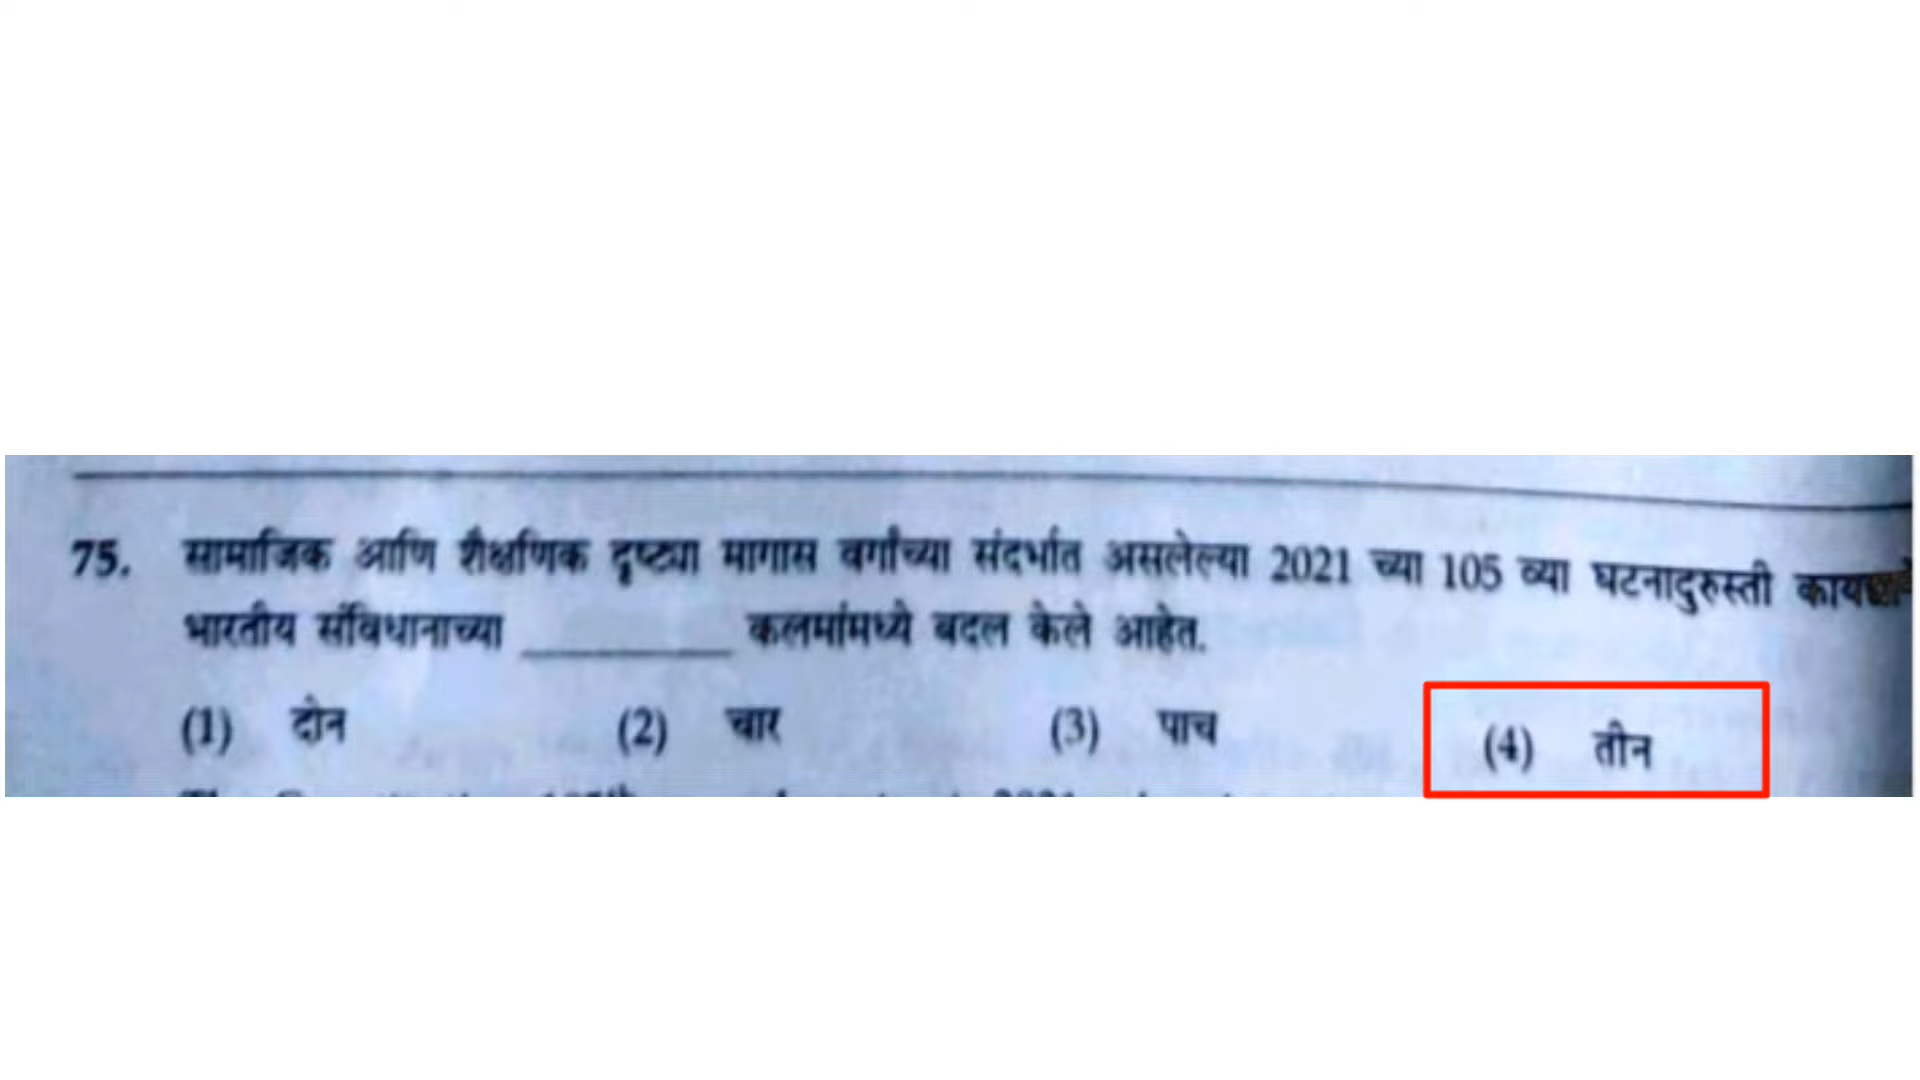 75. सामाजिक आणि शैक्षणिक दृष्ट्या मागास वर्गांच्या संदर्भात असलेल्या 2021 च्या 105 व्या घटनादुरुस्ती
भारतीय संविधानाच्या ________ कलमांमध्ये बदल केले आहेत.
(1) दोन (2) चार (3) पाच (4) तीन